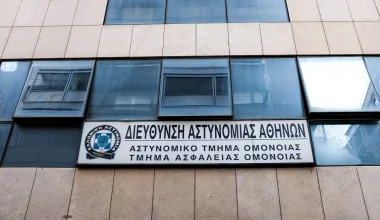 ΔΙΕΥΘΥΝΣΗ ΑΣΤΥΝΟΜΙΑΣ ΑΘΗΝΩΝ
ΑΣΤΥΝΟΜΙΚΟ ΤΜΗΜΑ ΟΜΟΝΟΙΑΣ
ΤΜΗΜΑ ΑΣΦΑΛΕΙΑΣ ΟΜΟΝΟΙΑΣ